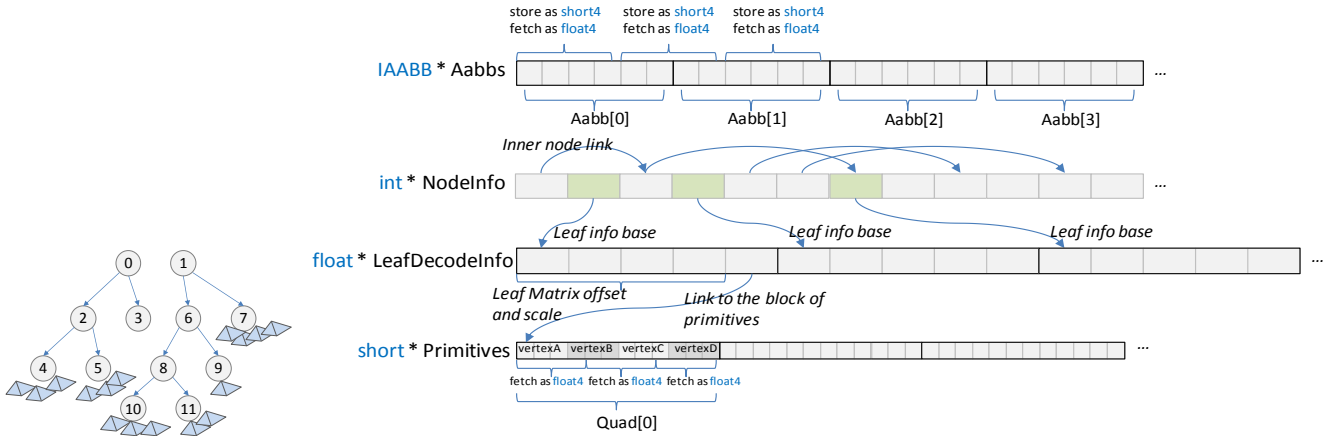 store as short4 store as short4 store as short4
fetch as float4 fetch as float4 fetch as float4
IAABB * Aabbs ...
Aabb[0] Aabb[1] Aabb[2] Aabb[3]
Inner node link
int * NodeInfo ...
Leaf info base Leaf info base Leaf info base
float * LeafDecodeInfo ...
Leaf Matrix offset
and scale
Link to the block of
primitives
short * Primitives vertexA vertexB vertexC vertexD ...
fetch as float4 fetch as float4 fetch as float4
Quad[0]
0 1
2 3 6 7
4 5 8 9
10 11